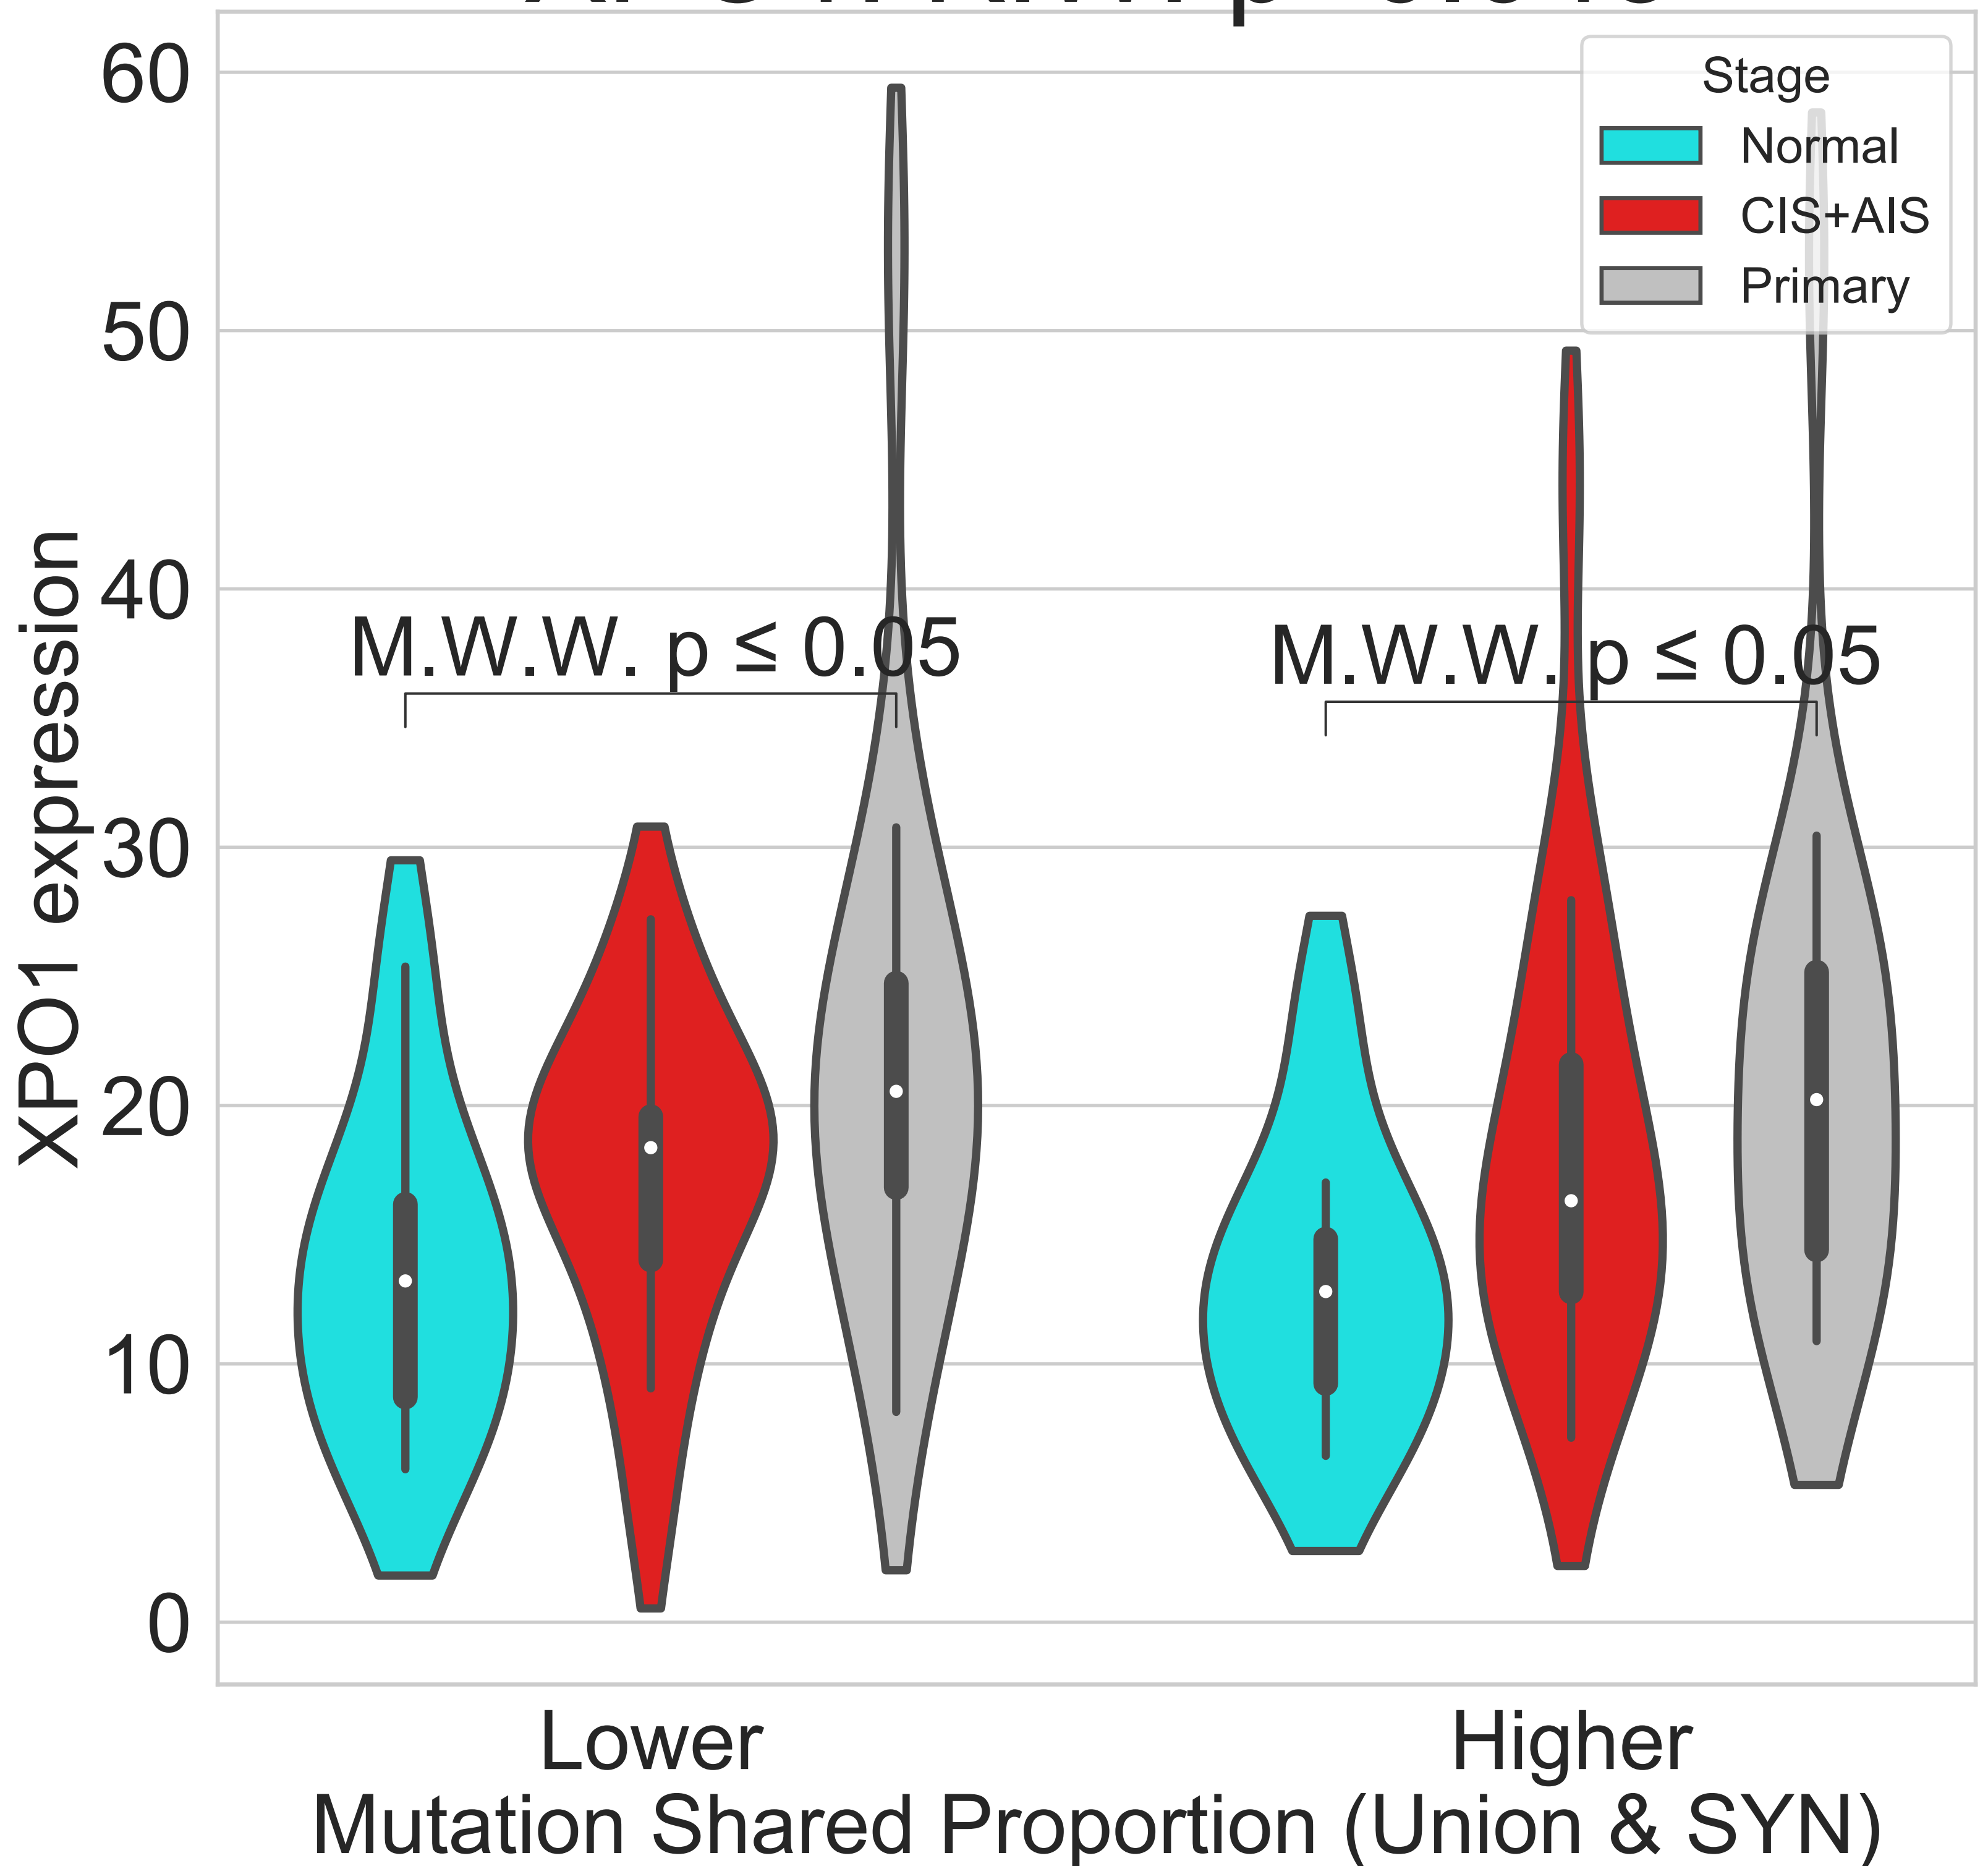 60
50
40
30
20
10
0
XPO1 expression
Stage
Normal
CIS+AIS
Primary
M.W.W. p ≤ 0.05
M.W.W. p ≤ 0.05
Lower
Higher
Mutation Shared Proportion (Union & SYN)